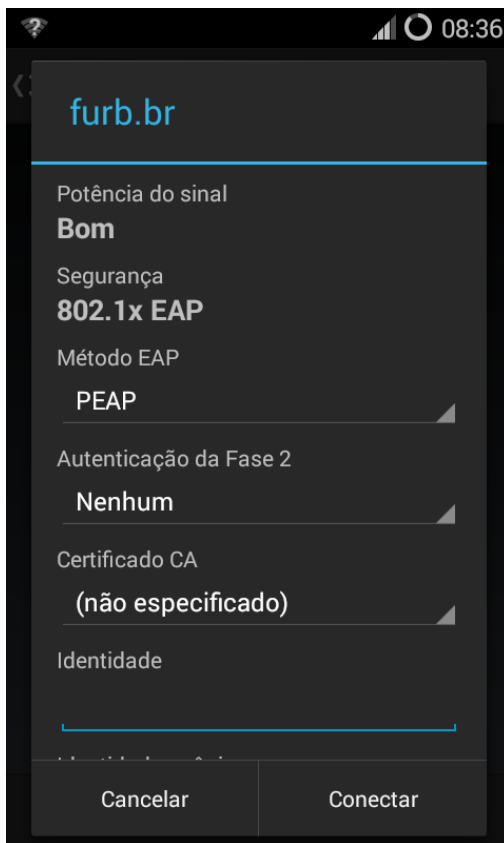 08:36
furb.br
Potência do sinal
Bom
Segurança
802.1x EAP
Método EAP
PEAP
Autenticação da Fase 2
Nenhum
Certificado CA
(não especificado)
Identidade
Cancelar
Conectar